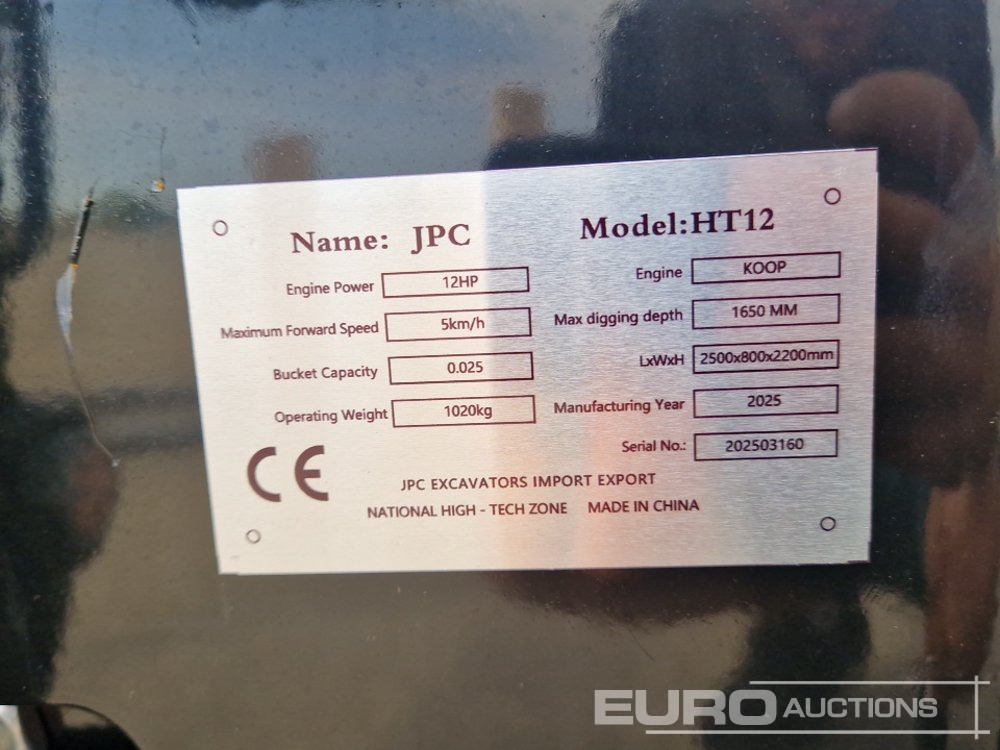 Name: JPC Model:HT12
Engine Power 12HP Engine KOOP
Maximum Forward Speed 5km/h Max digging depth 1650 MM
Bucket Capacity 0.025 LxWxH 2500x800x2200mm
Operating Weight 1020kg Manufacturing Year 2025
Serial No.: 202503160
CE
JPC EXCAVATORS IMPORT EXPORT
NATIONAL HIGH - TECH ZONE MADE IN CHINA
EURO AUCTIONS